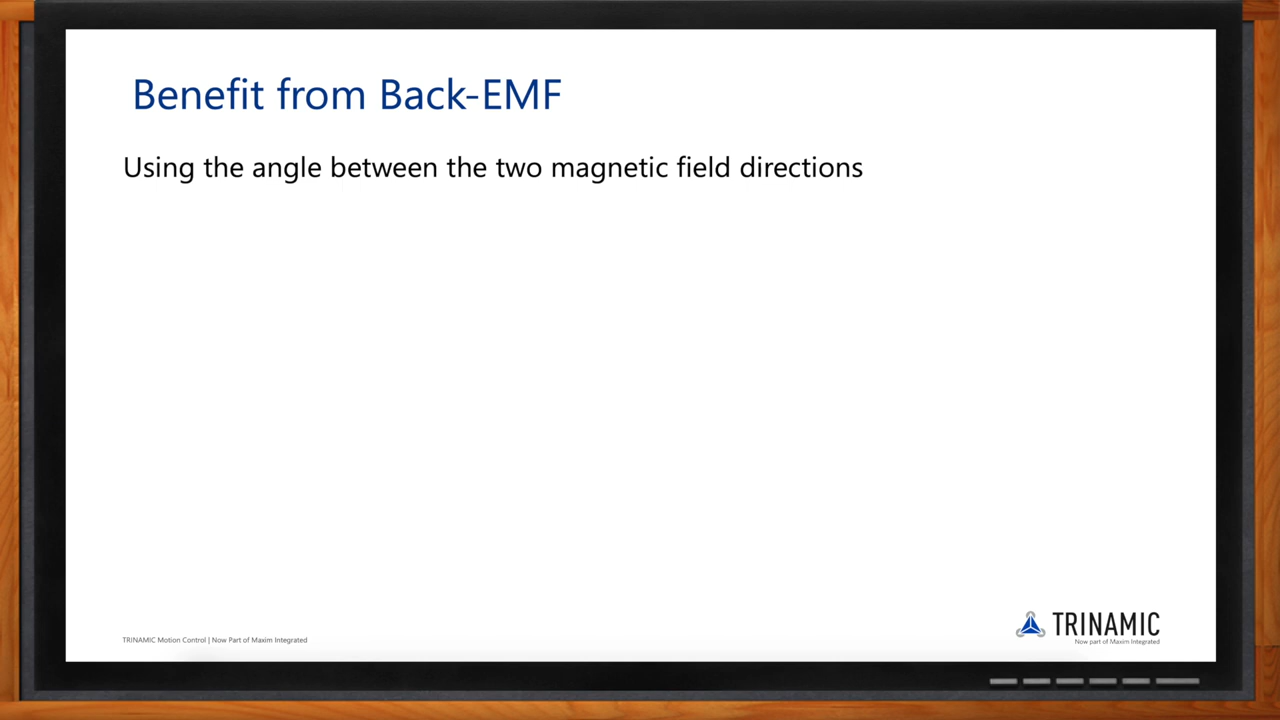 Benefit from Back-EMF
Using the angle between the two magnetic field directions
TRINAMIC Motion Control | Now Part of Maxim Integrated
TRINAMIC
Now part of Maxim Integrated